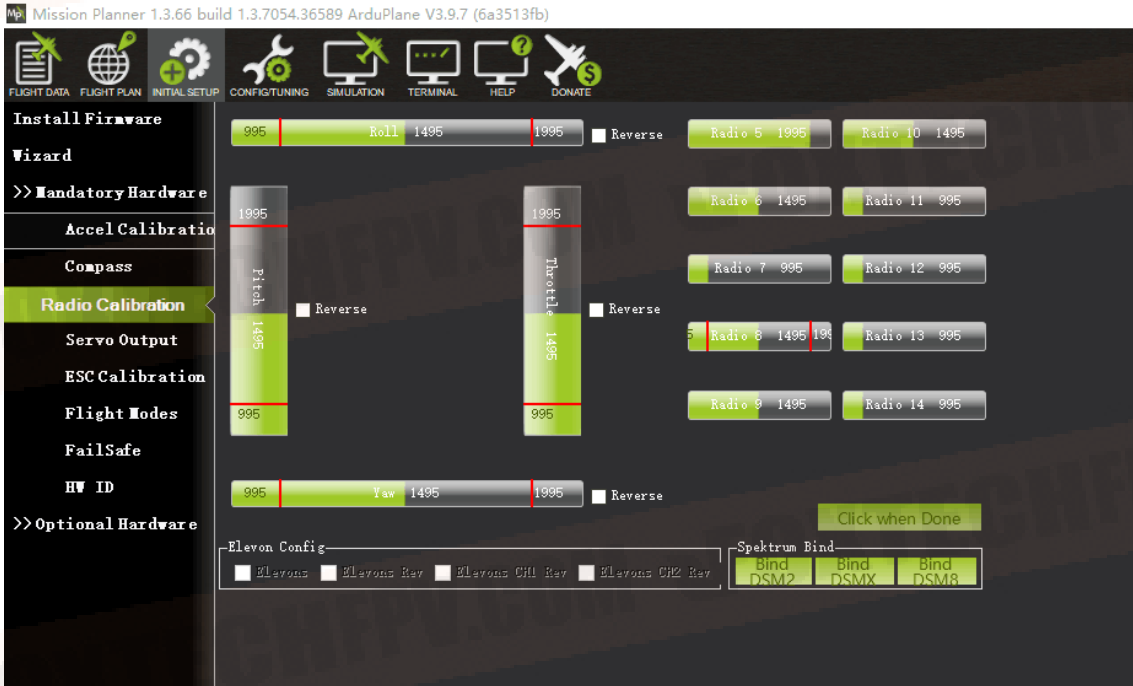 Mission Planner 1.3.66 build 1.3.7054.36589 ArduPlane V3.9.7 (6a3513fb)
FLIGHT DATA FLIGHT PLAN INITIAL SETUP CONFIG/TUNING SIMULATION TERMINAL HELP DONATE
Install Firmware
Wizard
>> Mandatory Hardware
Accel Calibratio
Compass
Radio Calibration
Servo Output
ESC Calibration
Flight Modes
FailSafe
HW ID
>> Optional Hardware
995 Roll 1495 1995 Reverse
1995
Pitch 1495
995
Reverse
1995
Throttle 1495
995
Reverse
995 Yaw 1495 1995 Reverse
Radio 5 1995
Radio 10 1495
Radio 6 1495
Radio 11 995
Radio 7 995
Radio 12 995
5 Radio 8 1495 199
Radio 13 995
Radio 9 1495
Radio 14 995
Click when Done
Elevon Config
Elevons Elevons Rev Elevons CH1 Rev Elevons CH2 Rev
Spektrum Bind
Bind DSM2
Bind DSMX
Bind DSM8